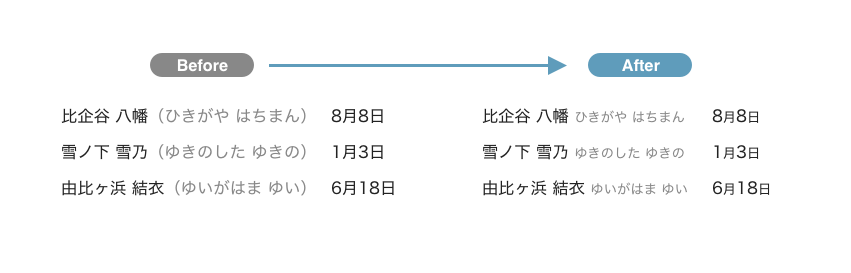 Before After
比企谷 八幡（ひきがや はちまん） 8月8日 比企谷 八幡 ひきがや はちまん 8月8日
雪ノ下 雪乃（ゆきのした ゆきの） 1月3日 雪ノ下 雪乃 ゆきのした ゆきの 1月3日
由比ヶ浜 結衣（ゆいがはま ゆい） 6月18日 由比ヶ浜 結衣 ゆいがはま ゆい 6月18日